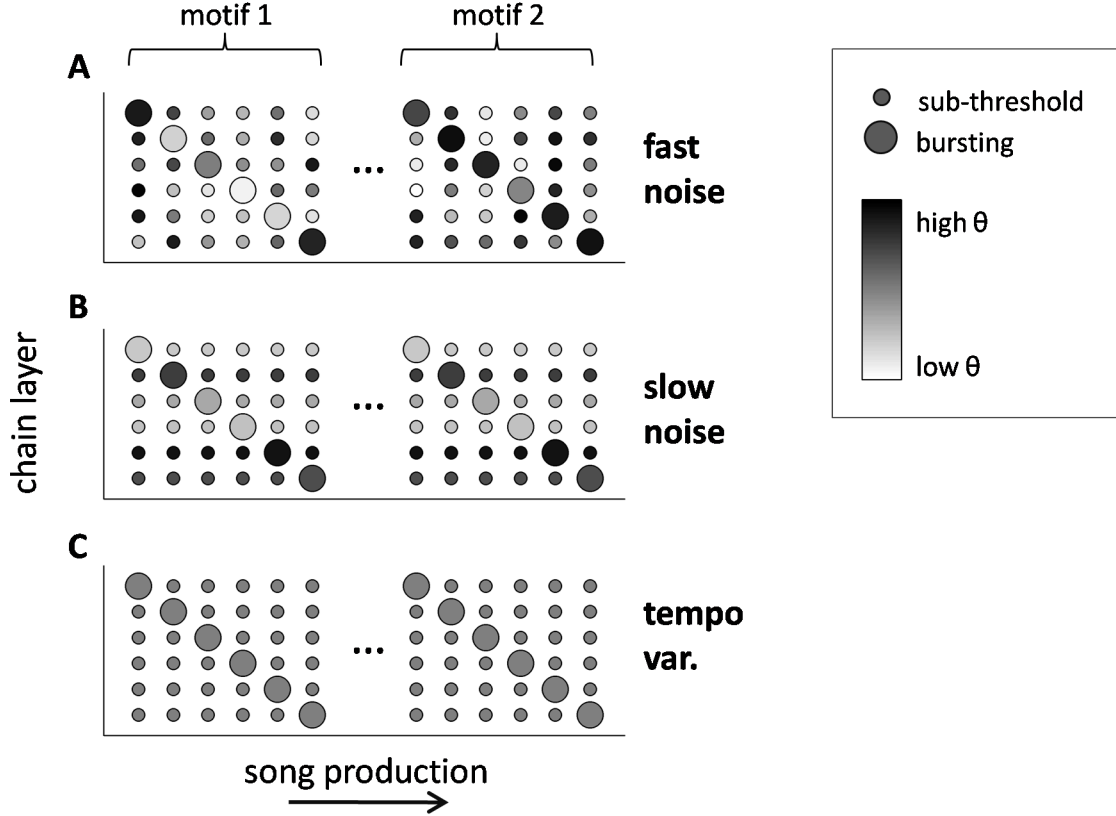 motif 1
motif 2
A
fast
noise
...
B
slow
noise
...
C
tempo
var.
...
chain layer
song production
sub-threshold
bursting
high θ
low θ